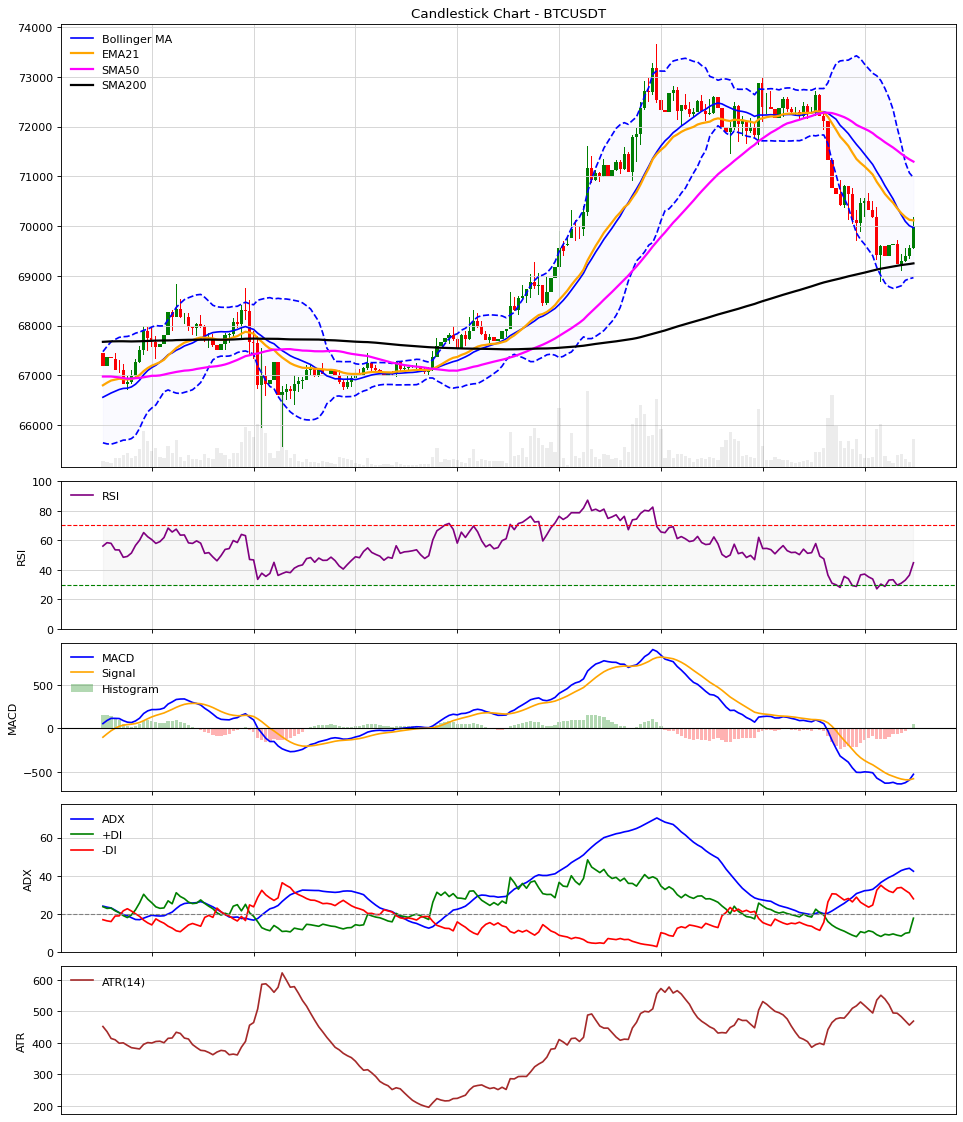 Candlestick Chart - BTCUSDT
74000
73000
72000
71000
70000
69000
68000
67000
66000
Bollinger MA
EMA21
SMA50
SMA200
100
80
60
40
20
0
RSI
RSI
500
0
−500
MACD
MACD
Signal
Histogram
60
40
20
0
ADX
ADX
+DI
-DI
600
500
400
300
200
ATR
ATR(14)